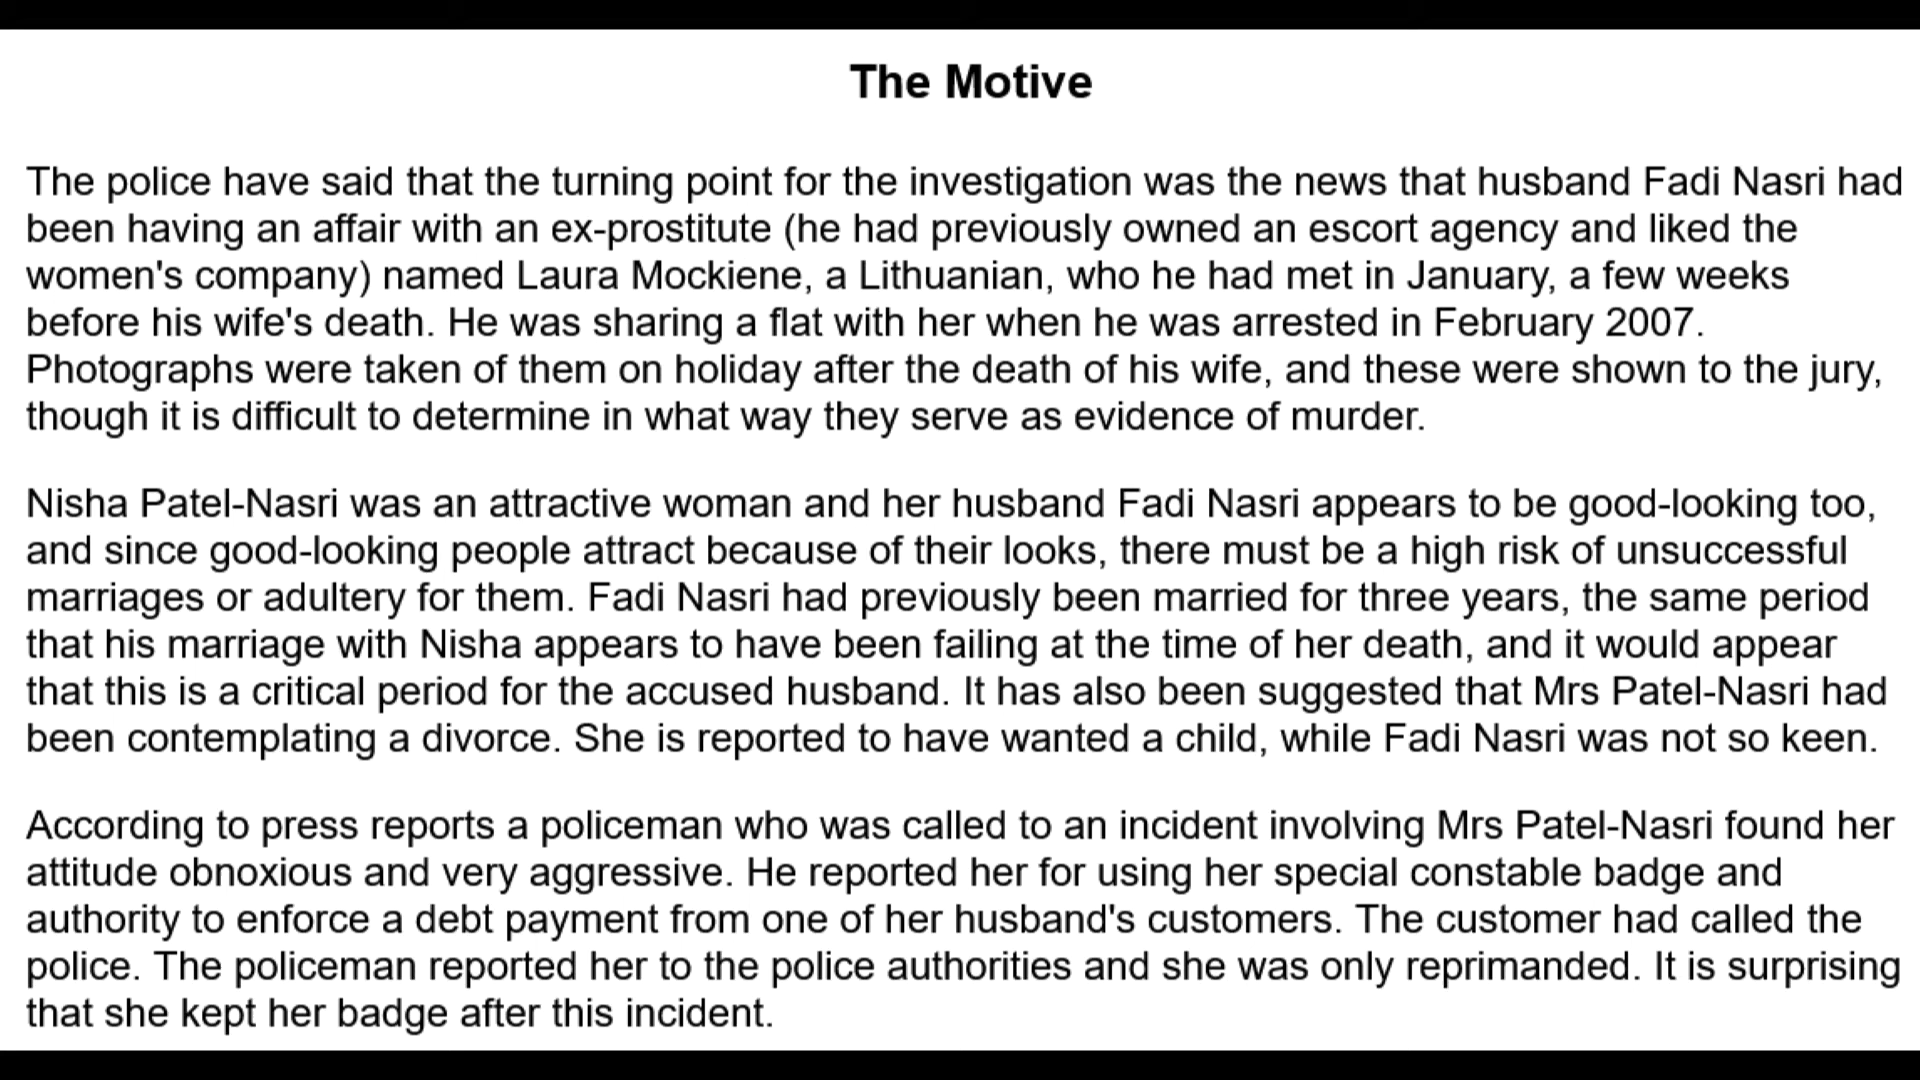 The Motive
The police have said that the turning point for the investigation was the news that husband Fadi Nasri had
been having an affair with an ex-prostitute (he had previously owned an escort agency and liked the
women's company) named Laura Mockiene, a Lithuanian, who he had met in January, a few weeks
before his wife's death. He was sharing a flat with her when he was arrested in February 2007.
Photographs were taken of them on holiday after the death of his wife, and these were shown to the jury,
though it is difficult to determine in what way they serve as evidence of murder.
Nisha Patel-Nasri was an attractive woman and her husband Fadi Nasri appears to be good-looking too,
and since good-looking people attract because of their looks, there must be a high risk of unsuccessful
marriages or adultery for them. Fadi Nasri had previously been married for three years, the same period
that his marriage with Nisha appears to have been failing at the time of her death, and it would appear
that this is a critical period for the accused husband. It has also been suggested that Mrs Patel-Nasri had
been contemplating a divorce. She is reported to have wanted a child, while Fadi Nasri was not so keen.
According to press reports a policeman who was called to an incident involving Mrs Patel-Nasri found her
attitude obnoxious and very aggressive. He reported her for using her special constable badge and
authority to enforce a debt payment from one of her husband's customers. The customer had called the
police. The policeman reported her to the police authorities and she was only reprimanded. It is surprising
that she kept her badge after this incident.